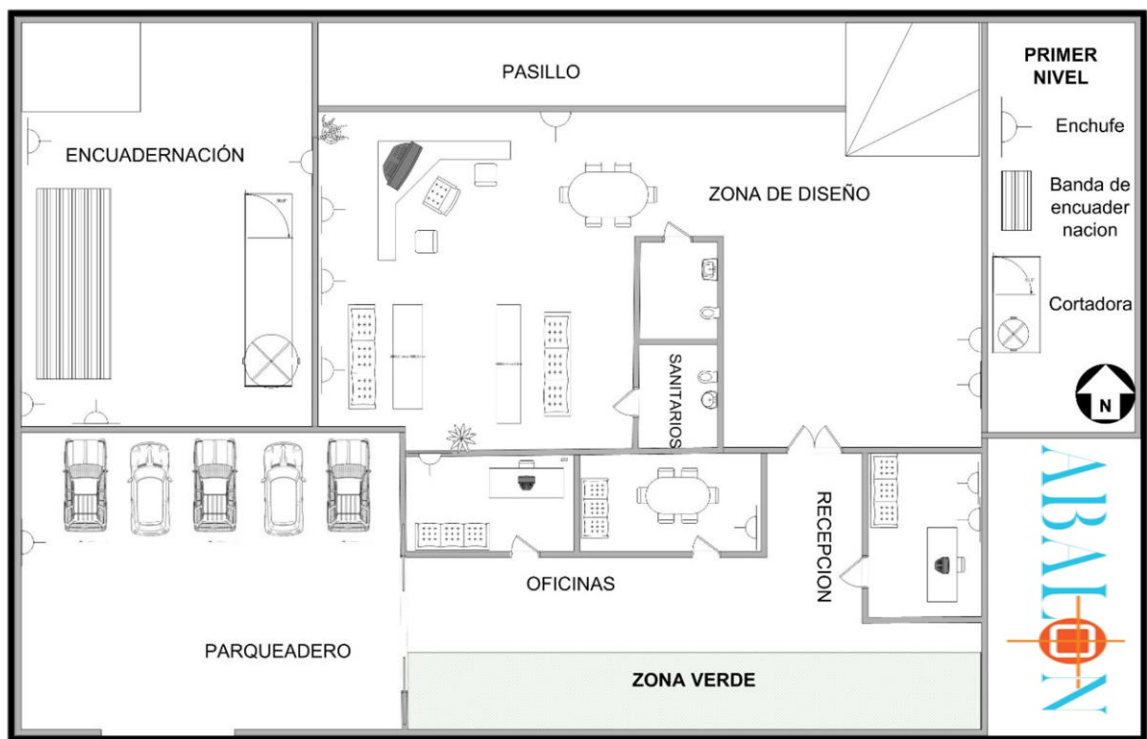 PASILLO
PRIMER
NIVEL
Enchufe
ENCUADERNACIÓN
Banda de
encuader
nacion
ZONA DE DISEÑO
Cortadora
N
SANITARIOS
RECEPCION
OFICINAS
PARQUEADERO
ZONA VERDE
ABALON